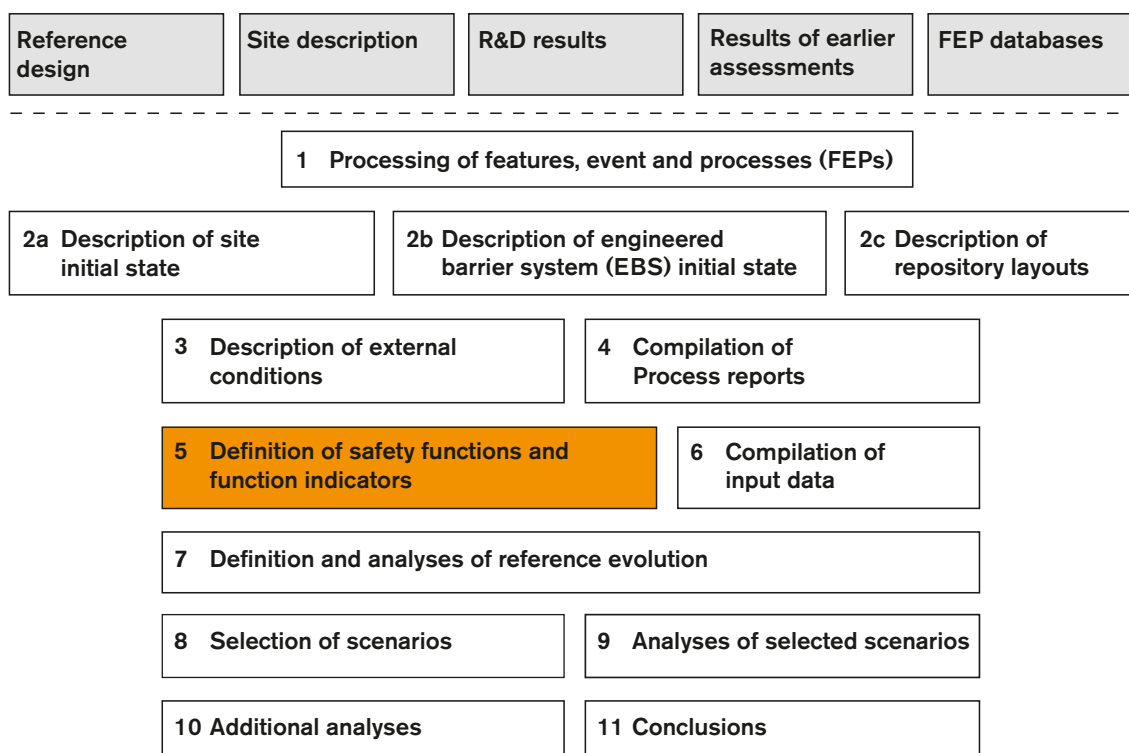 Reference
design
Site description
R&D results
Results of earlier
assessments
FEP databases
1 Processing of features, event and processes (FEPs)
2a Description of site
initial state
2b Description of engineered
barrier system (EBS) initial state
2c Description of
repository layouts
3 Description of external
conditions
4 Compilation of
Process reports
5 Definition of safety functions and
function indicators
6 Compilation of
input data
7 Definition and analyses of reference evolution
8 Selection of scenarios
9 Analyses of selected scenarios
10 Additional analyses
11 Conclusions